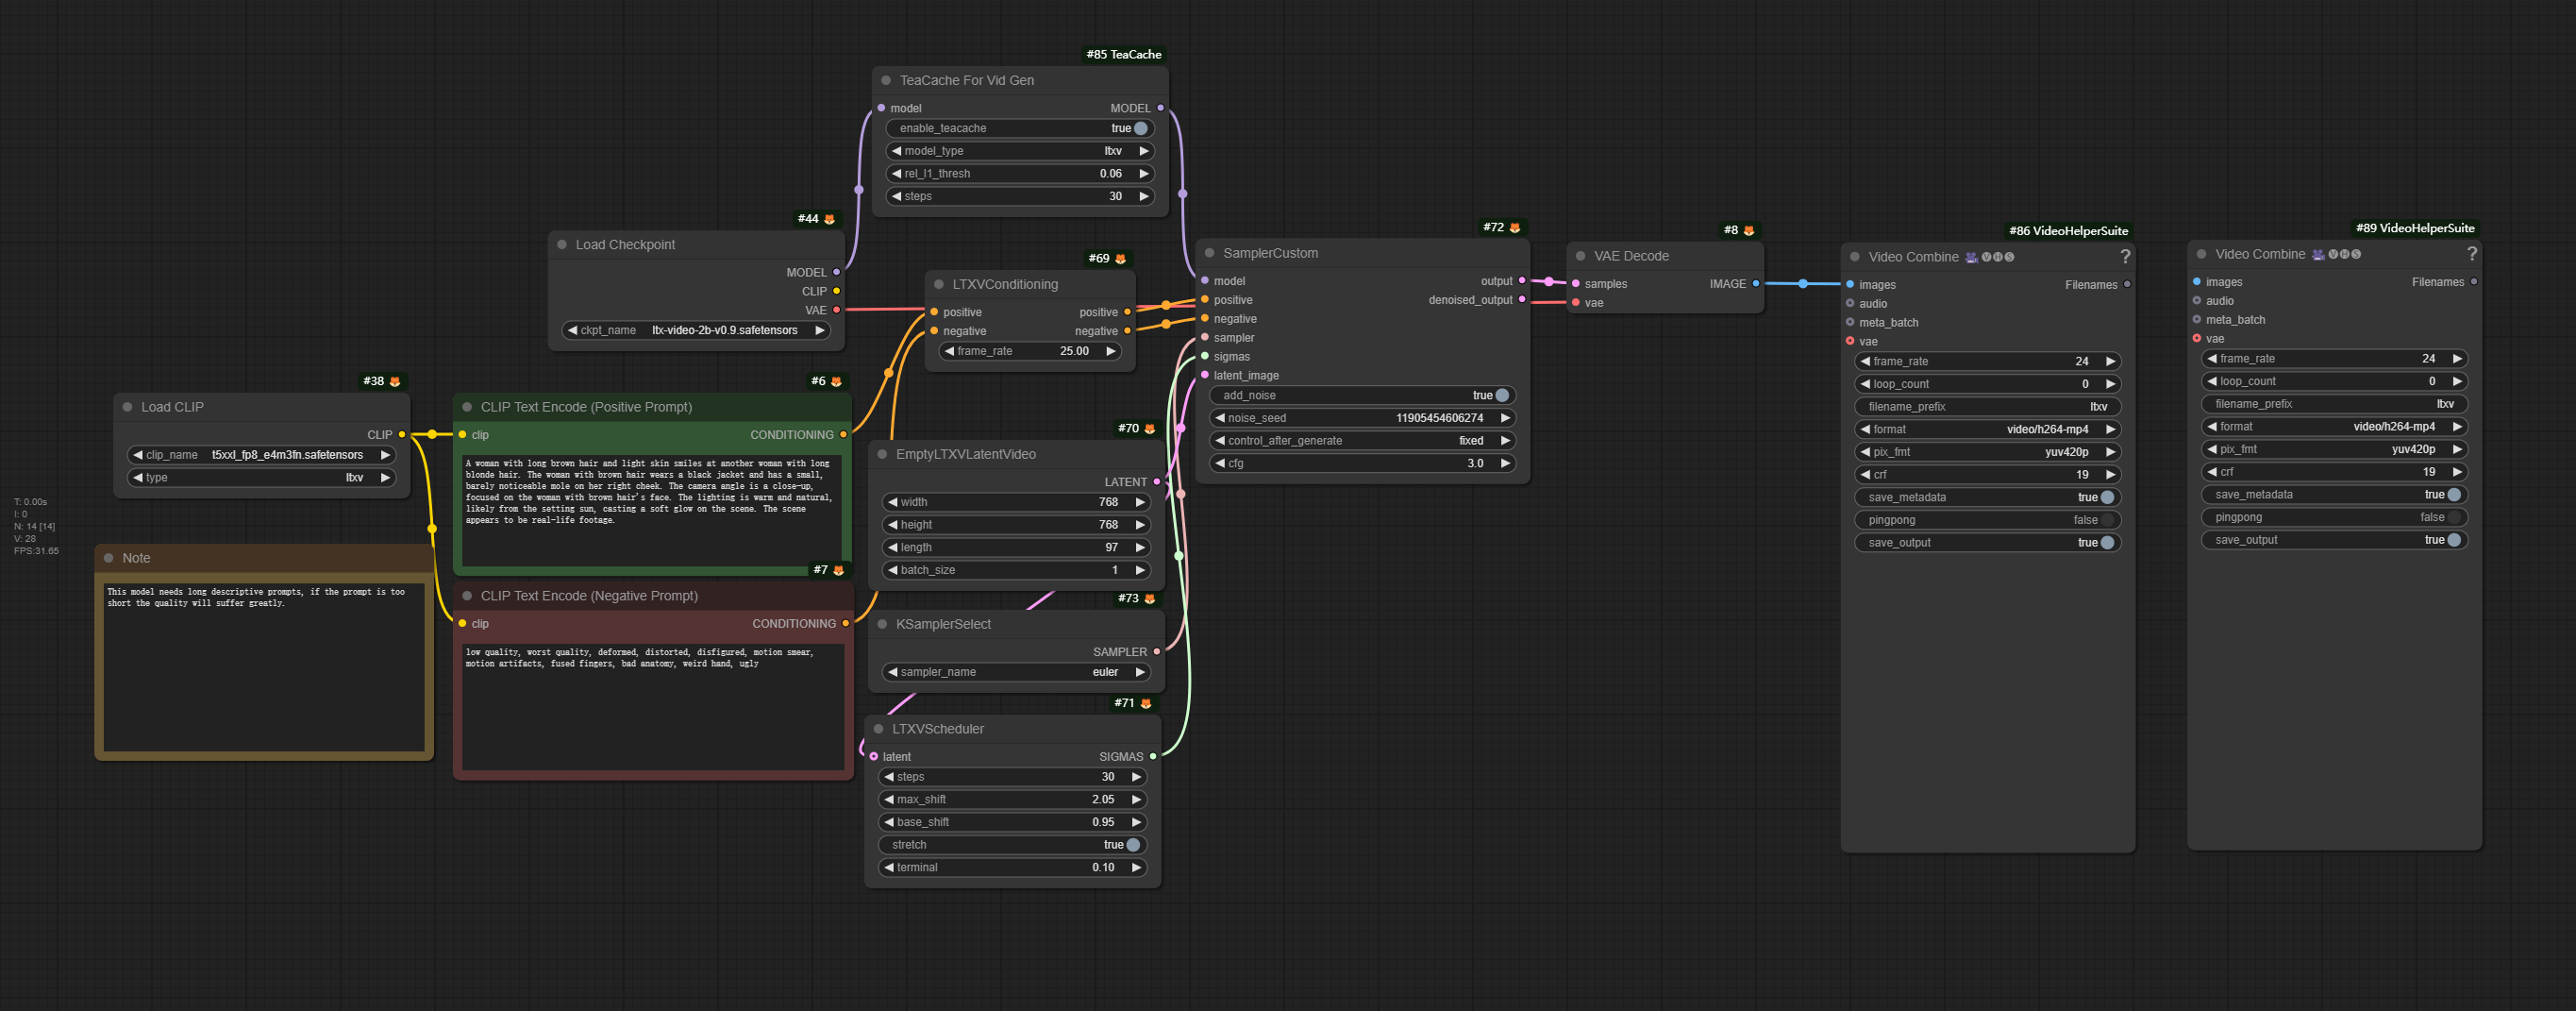 #85 TeaCache
TeaCache For Vid Gen
model MODEL
enable_teacache true
model_type ltxv
rel_l1_thresh 0.06
steps 30
#44
Load Checkpoint
MODEL
CLIP
VAE
ckpt_name ltx-video-2b-v0.9.safetensors
#69
LTXVConditioning
positive positive
negative negative
frame_rate 25.00
#72
SamplerCustom
model output
positive denoised_output
negative
sampler
sigmas
latent_image
add_noise true
noise_seed 11905454606274
control_after_generate fixed
cfg 3.0
#8
VAE Decode
samples IMAGE
vae
#86 VideoHelperSuite
Video Combine 🎥🅥🅗🅢 ?
images Filenames
audio
meta_batch
vae
frame_rate 24
loop_count 0
filename_prefix ltxv
format video/h264-mp4
pix_fmt yuv420p
crf 19
save_metadata true
pingpong false
save_output true
#89 VideoHelperSuite
Video Combine 🎥🅥🅗🅢 ?
images Filenames
audio
meta_batch
vae
frame_rate 24
loop_count 0
filename_prefix ltxv
format video/h264-mp4
pix_fmt yuv420p
crf 19
save_metadata true
pingpong false
save_output true
#38
Load CLIP
CLIP
clip_name t5xxl_fp8_e4m3fn.safetensors
type ltxv
#6
CLIP Text Encode (Positive Prompt)
clip CONDITIONING
A woman with long brown hair and light skin smiles at another woman with long
blonde hair. The woman with brown hair wears a black jacket and has a small,
barely noticeable mole on her right cheek. The camera angle is a close-up,
focused on the woman with brown hair's face. The lighting is warm and natural,
likely from the setting sun, casting a soft glow on the scene. The scene
appears to be real-life footage.
#70
EmptyLTXVLatentVideo
LATENT
width 768
height 768
length 97
batch_size 1
T: 0.00s
I: 0
N: 14 [14]
V: 28
FPS:31.65
Note
This model needs long descriptive prompts, if the prompt is too
short the quality will suffer greatly.
#7
CLIP Text Encode (Negative Prompt)
clip CONDITIONING
low quality, worst quality, deformed, distorted, disfigured, motion smear,
motion artifacts, fused fingers, bad anatomy, weird hand, ugly
#73
KSamplerSelect
SAMPLER
sampler_name euler
#71
LTXVScheduler
latent SIGMAS
steps 30
max_shift 2.05
base_shift 0.95
stretch true
terminal 0.10